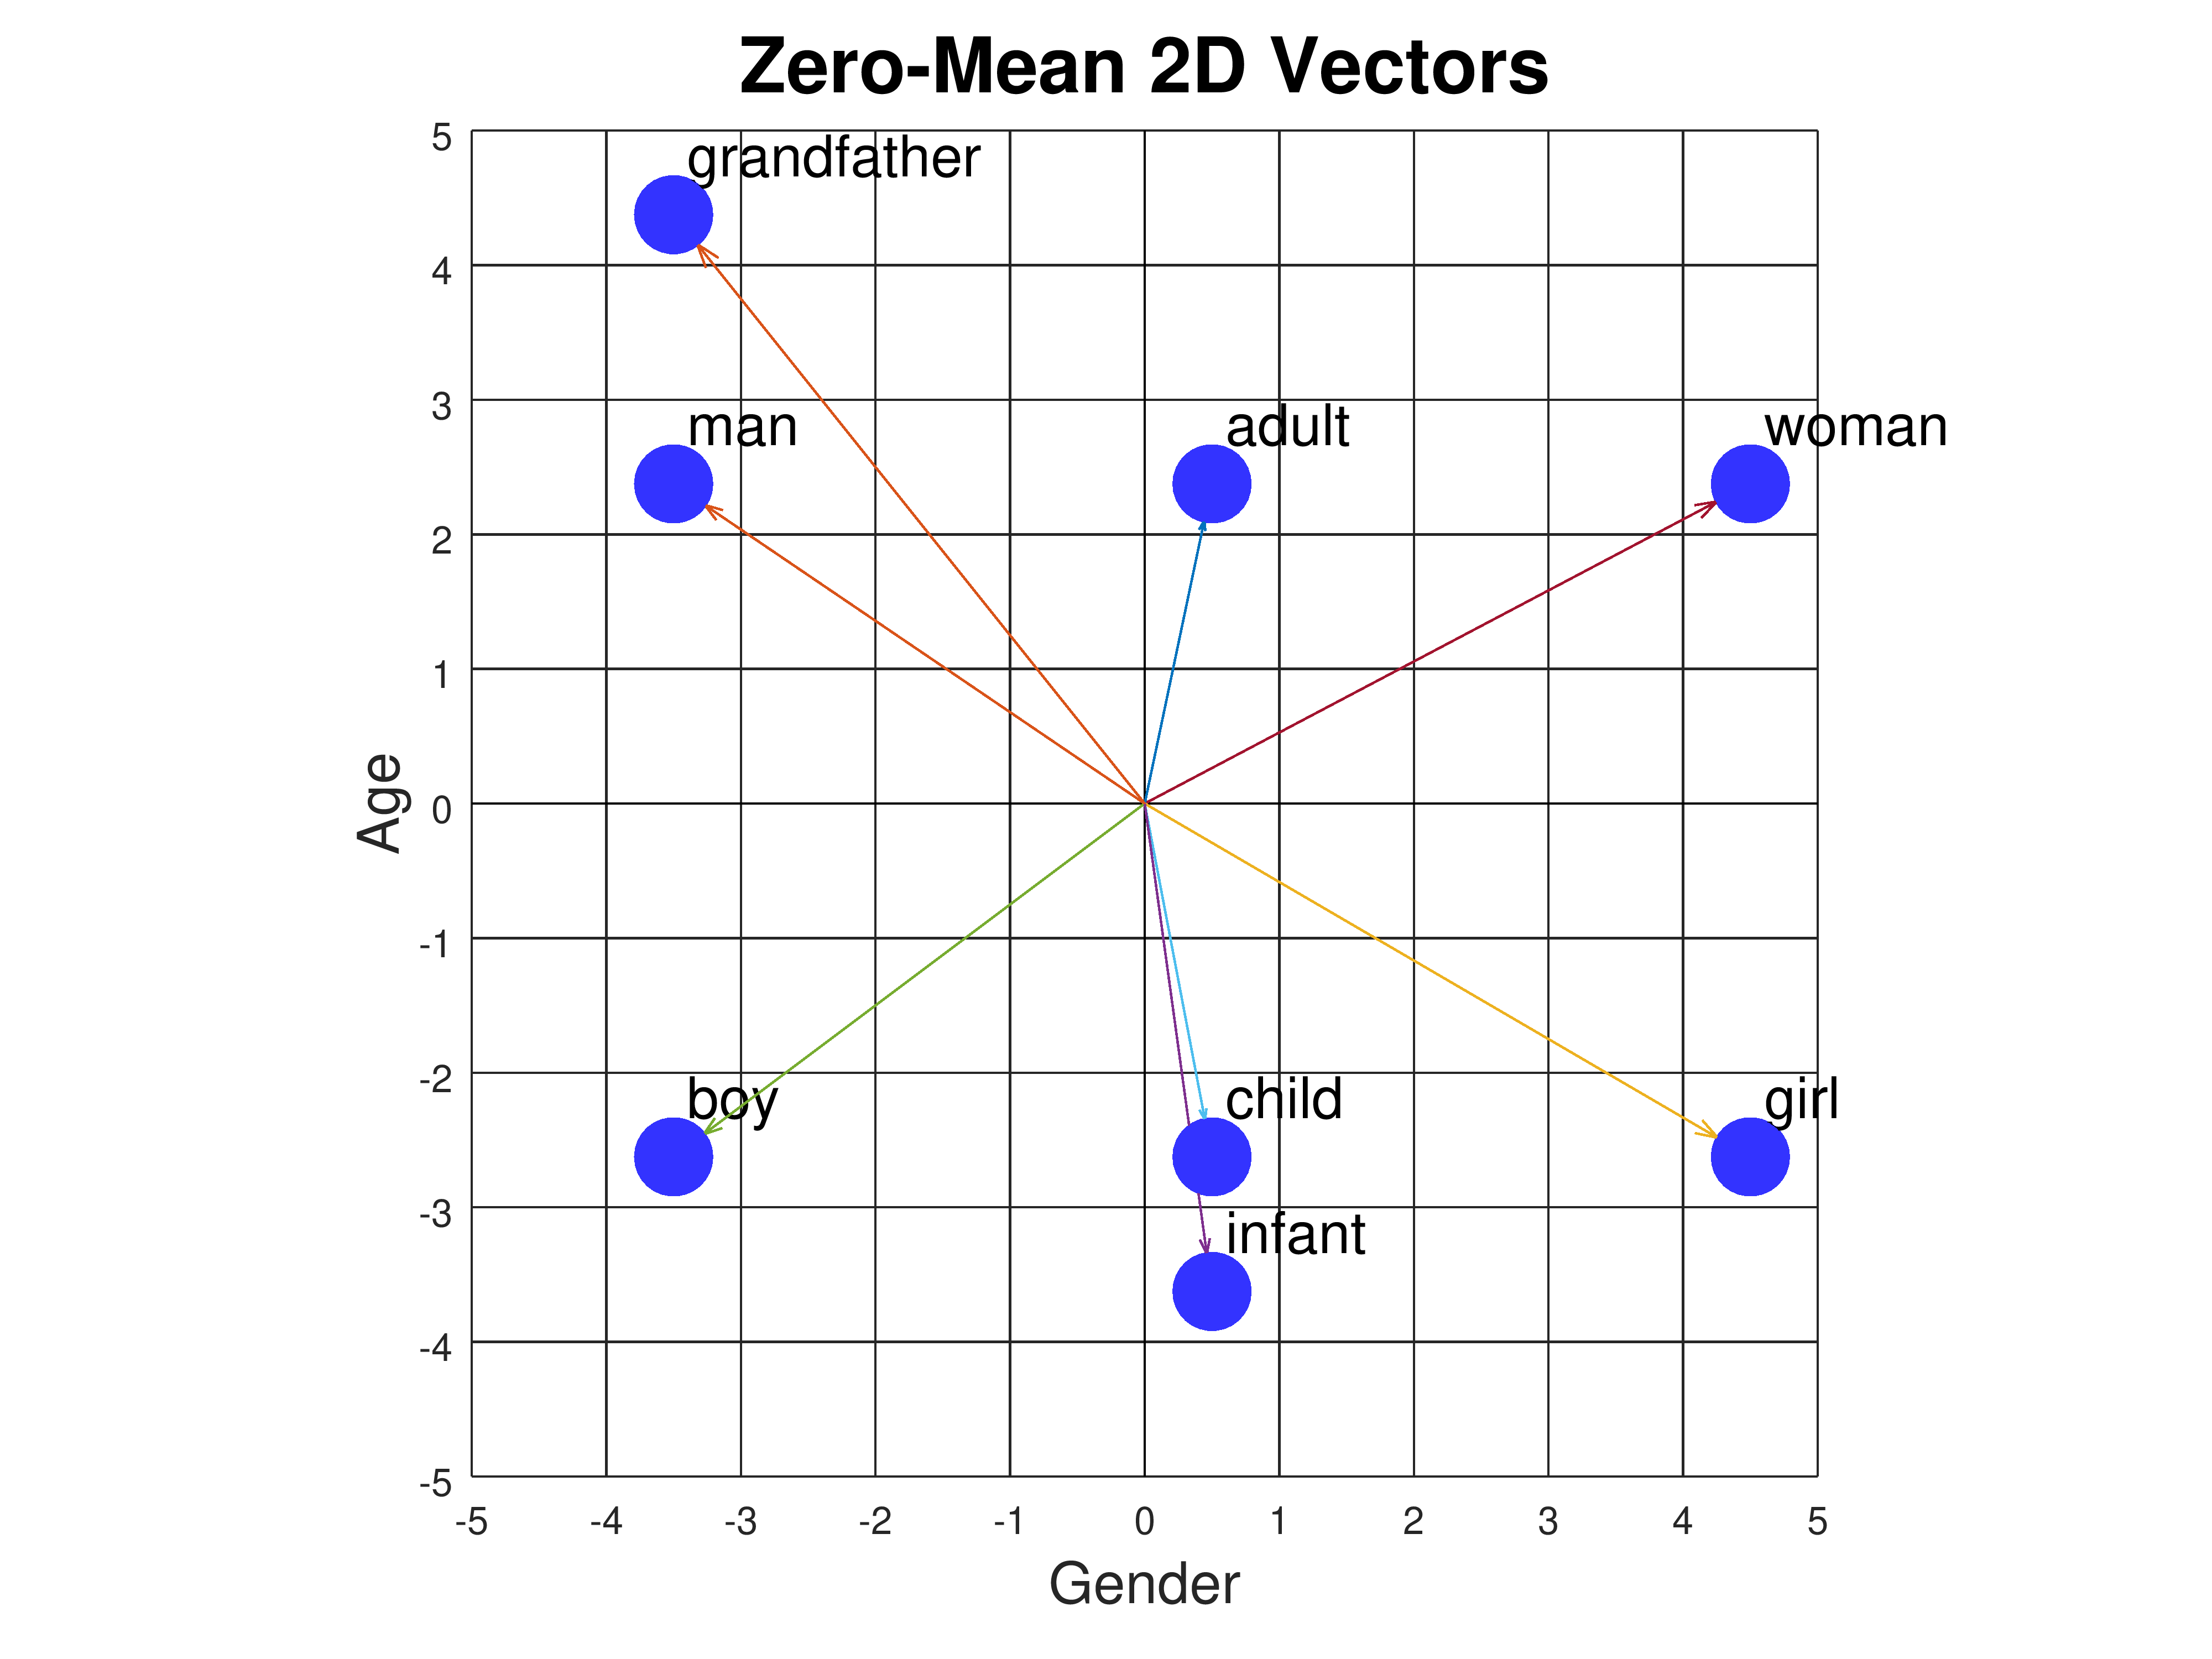 Zero-Mean 2D Vectors
5
grandfather
4
3
man
adult
woman
2
1
0
Age
-1
-2
boy
child
girl
-3
infant
-4
-5
-5 -4 -3 -2 -1 0 1 2 3 4 5
Gender